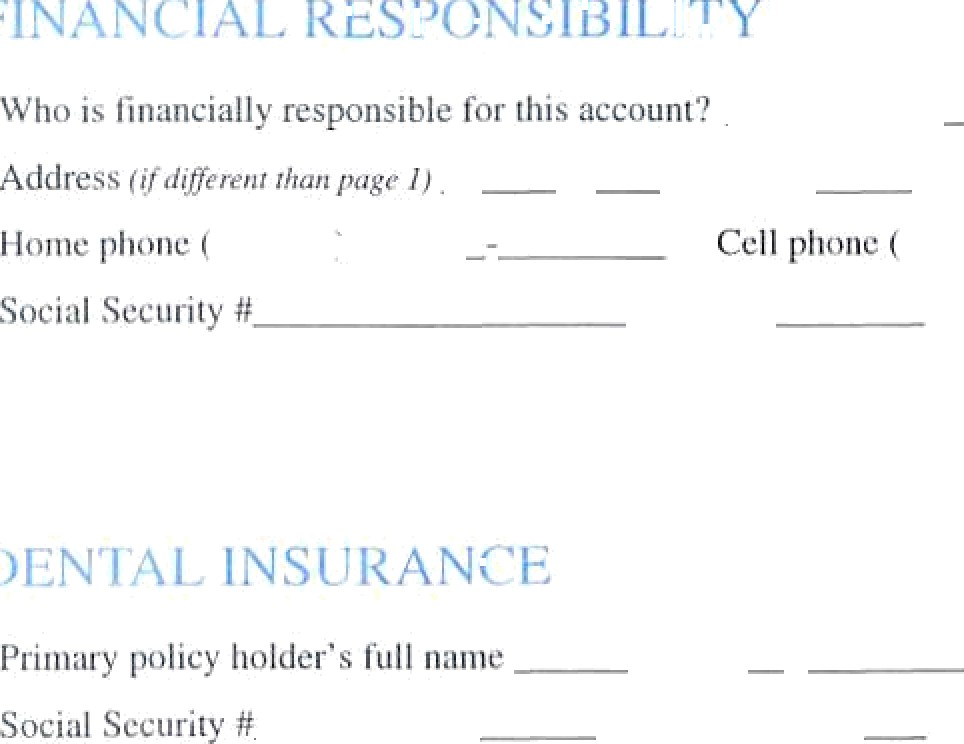 FINANCIAL RESPONSIBILITY
Who is financially responsible for this account?
Address (if different than page 1)
Home phone ( Cell phone (
Social Security #
DENTAL INSURANCE
Primary policy holder's full name
Social Security #